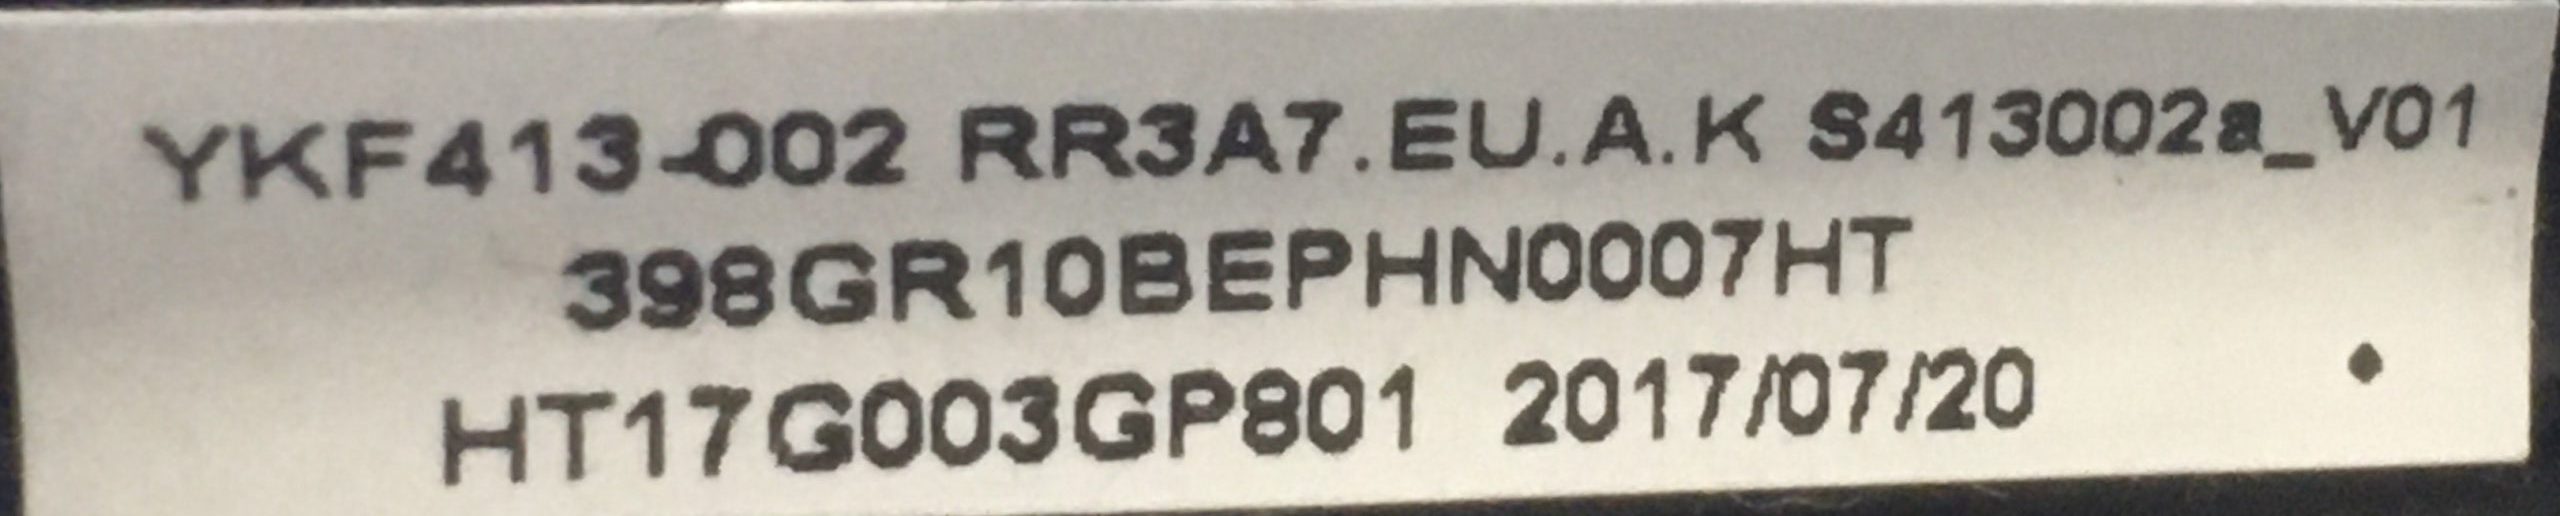 YKF413-002 RR3A7.EU.A.K S413002a_V01
398GR10BEPHN0007HT
HT17G003GP801 2017/07/20